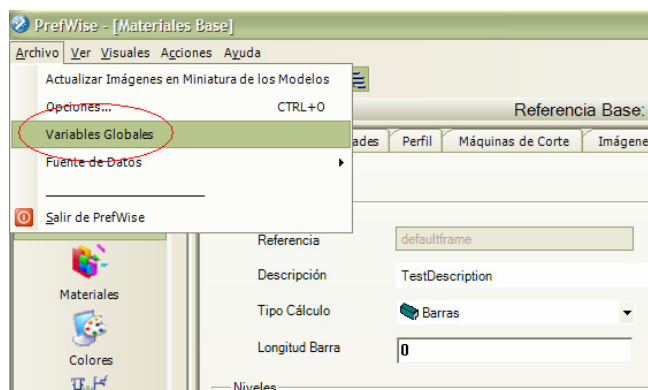 PrefWise - [Materiales Base]
Archivo Ver Visuales Acciones Ayuda
Actualizar Imágenes en Miniatura de los Modelos
Opciones... CTRL+O
Referencia Base:
Variables Globales
ades Perfil Máquinas de Corte Imágene
Fuente de Datos
Salir de PrefWise
Referencia defaultframe
Descripción TestDescription
Materiales
Tipo Cálculo Barras
Longitud Barra 0
Colores
Niveles